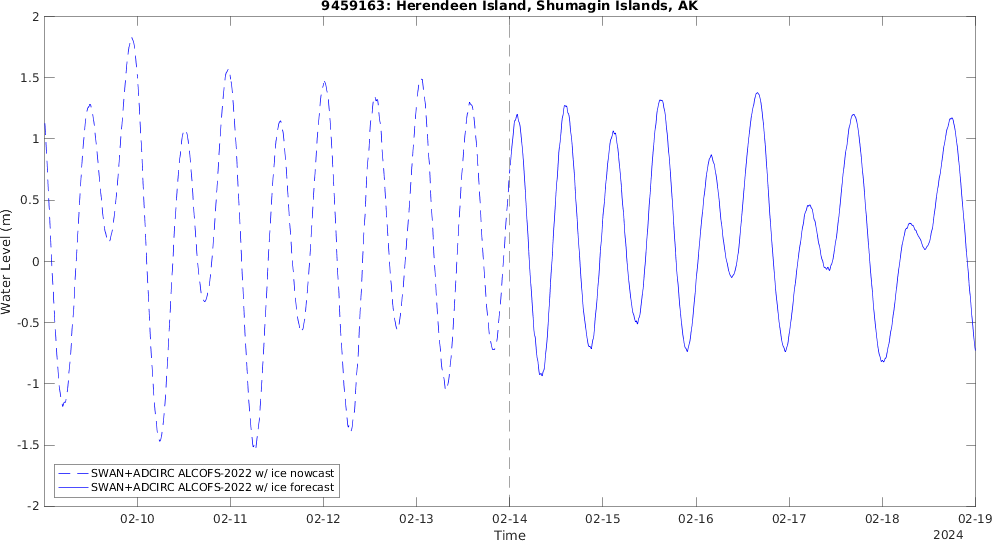 9459163: Herendeen Island, Shumagin Islands, AK
2
1.5
1
0.5
0
-0.5
-1
-1.5
-2
Water Level (m)
SWAN+ADCIRC ALCOFS-2022 w/ ice nowcast
SWAN+ADCIRC ALCOFS-2022 w/ ice forecast
02-10 02-11 02-12 02-13 02-14 02-15 02-16 02-17 02-18 02-19
Time
2024